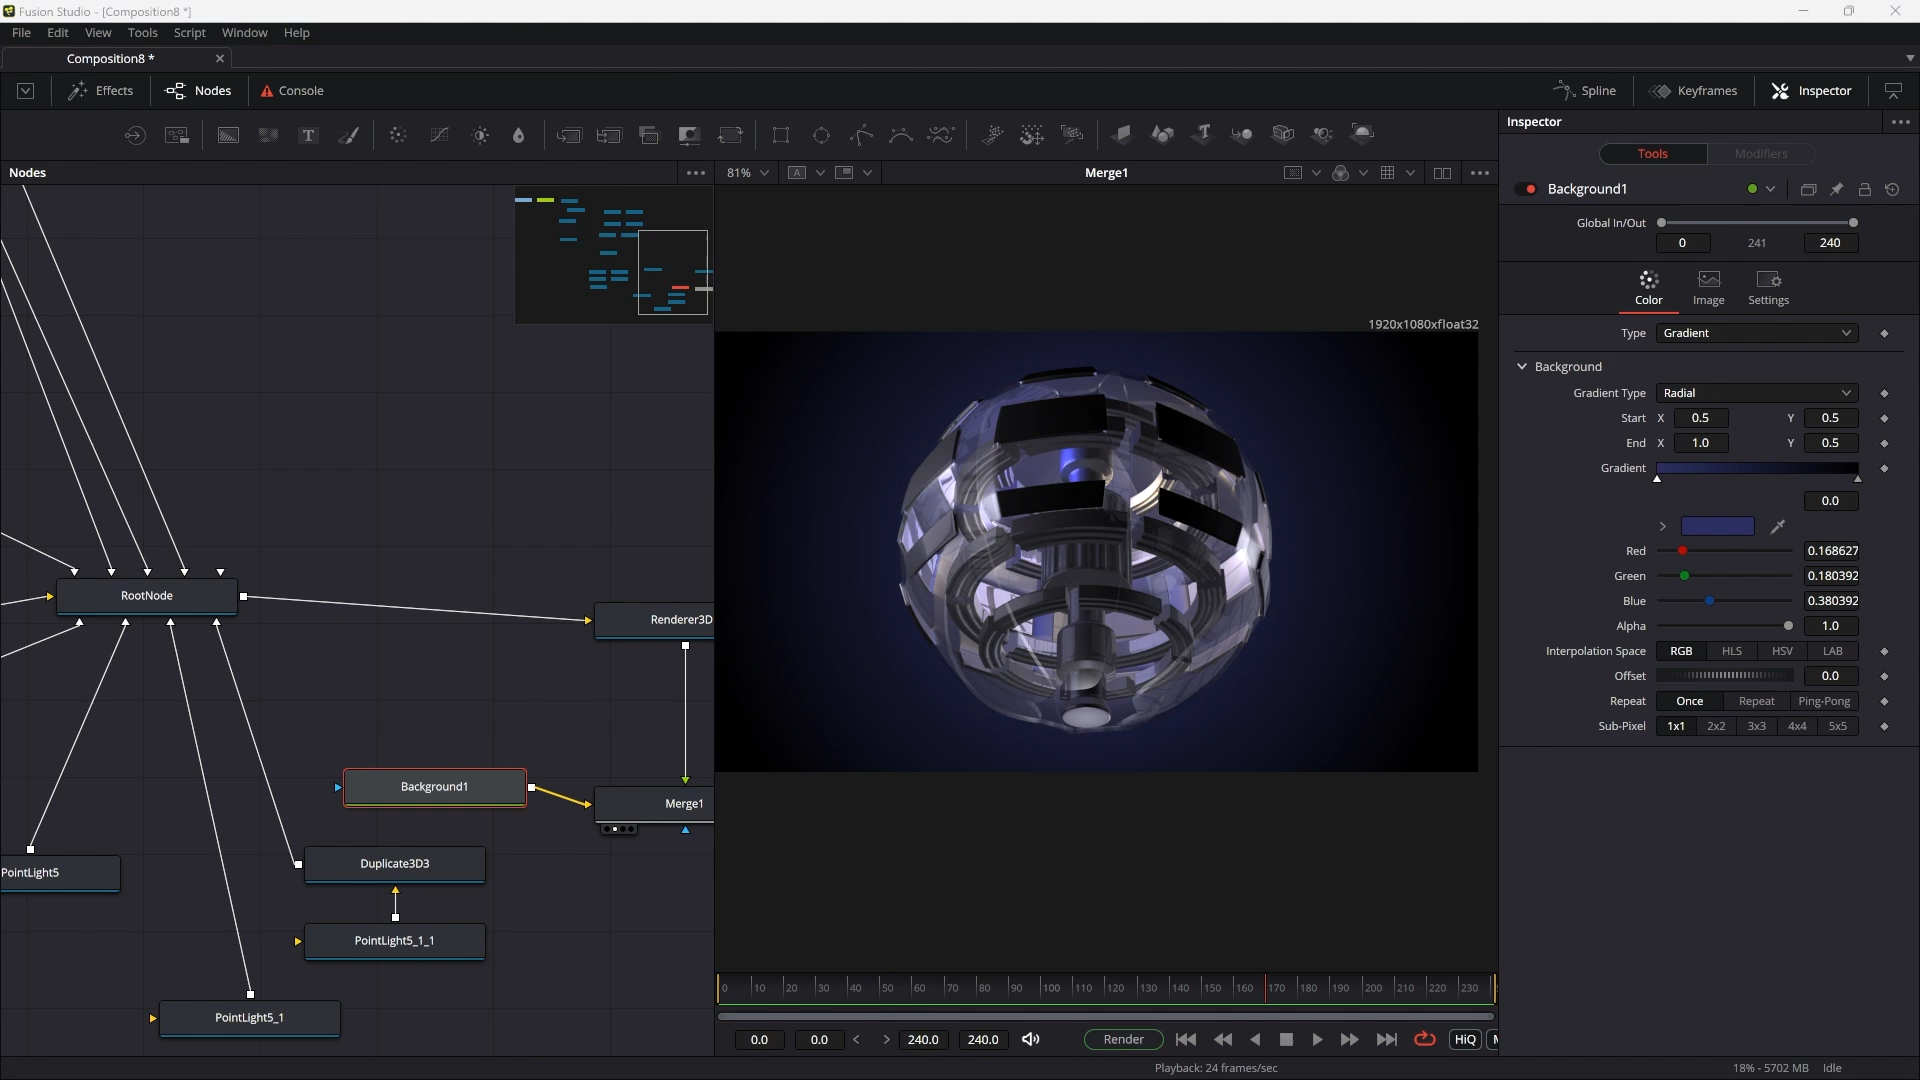 Fusion Studio - [Composition8 *]
File Edit View Tools Script Window Help
Composition8 *
Effects Nodes Console Spline Keyframes Inspector
T
Inspector
Tools Modifiers
Nodes
81% A Merge1
Background1
Global In/Out
0 241 240
Color Image Settings
1920x1080xfloat32
Type Gradient
Background
Gradient Type Radial
Start X 0.5 Y 0.5
End X 1.0 Y 0.5
Gradient
0.0
Red 0.168627
Green 0.180392
Blue 0.380392
Alpha 1.0
Interpolation Space RGB HLS HSV LAB
Offset 0.0
Repeat Once Repeat Ping-Pong
Sub-Pixel 1x1 2x2 3x3 4x4 5x5
RootNode
Renderer3D
Background1
Merge1
Duplicate3D3
PointLight5
PointLight5_1_1
PointLight5_1
0 10 20 30 40 50 60 70 80 90 100 110 120 130 140 150 160 170 180 190 200 210 220 230
0.0 0.0 240.0 240.0 Render HiQ
Playback: 24 frames/sec
18% - 5702 MB Idle